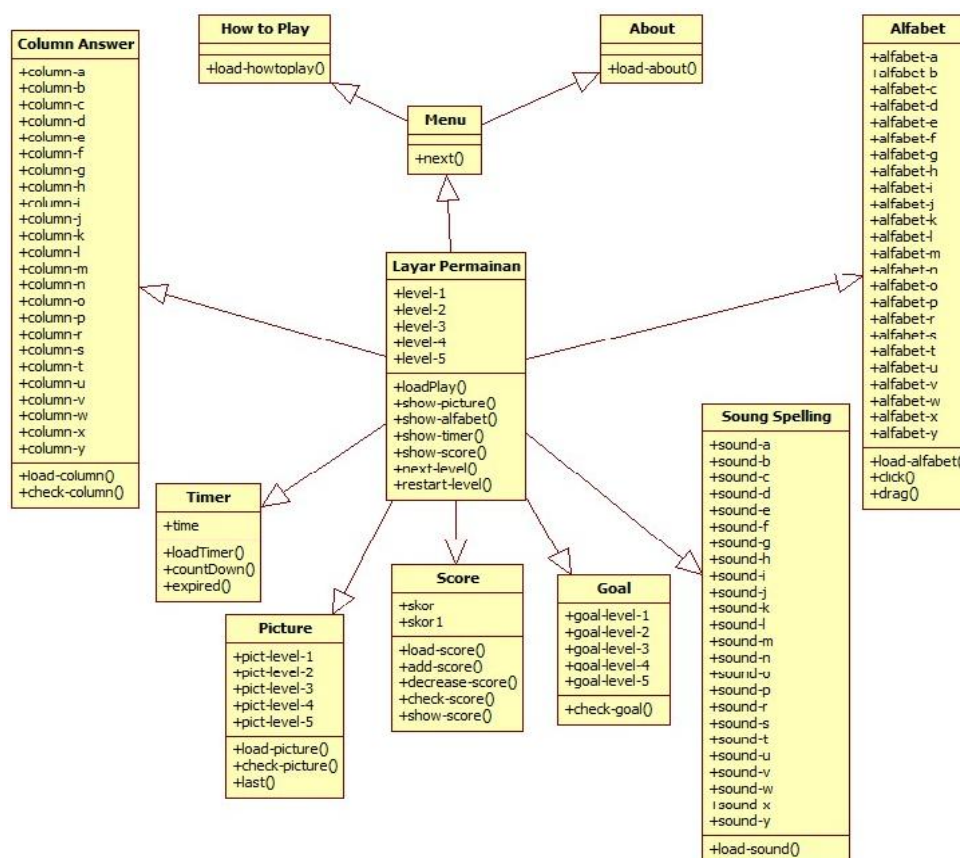 How to Play
+load-howtoplay()
About
+load-about()
Menu
+next()
Column Answer
+column-a
+column-b
+column-c
+column-d
+column-e
+column-f
+column-g
+column-h
+column-i
+column-j
+column-k
+column-l
+column-m
+column-n
+column-o
+column-p
+column-r
+column-s
+column-t
+column-u
+column-v
+column-w
+column-x
+column-y
+load-column()
+check-column()
Alfabet
+alfabet-a
+alfabet-b
+alfabet-c
+alfabet-d
+alfabet-e
+alfabet-f
+alfabet-g
+alfabet-h
+alfabet-i
+alfabet-j
+alfabet-k
+alfabet-l
+alfabet-m
+alfabet-n
+alfabet-o
+alfabet-p
+alfabet-r
+alfabet-s
+alfabet-t
+alfabet-u
+alfabet-v
+alfabet-w
+alfabet-x
+alfabet-y
+load-alfabet()
+click()
+drag()
Layar Permainan
+level-1
+level-2
+level-3
+level-4
+level-5
+loadPlay()
+show-picture()
+show-alfabet()
+show-timer()
+show-score()
+next-level()
+restart-level()
Timer
+time
+loadTimer()
+countDown()
+expired()
Picture
+pict-level-1
+pict-level-2
+pict-level-3
+pict-level-4
+pict-level-5
+load-picture()
+check-picture()
+last()
Score
+skor
+skor1
+load-score()
+add-score()
+decrease-score()
+check-score()
+show-score()
Goal
+goal-level-1
+goal-level-2
+goal-level-3
+goal-level-4
+goal-level-5
+check-goal()
Soung Spelling
+sound-a
+sound-b
+sound-c
+sound-d
+sound-e
+sound-f
+sound-g
+sound-h
+sound-i
+sound-j
+sound-k
+sound-l
+sound-m
+sound-n
+sound-o
+sound-p
+sound-r
+sound-s
+sound-t
+sound-u
+sound-v
+sound-w
+sound-x
+sound-y
+load-sound()